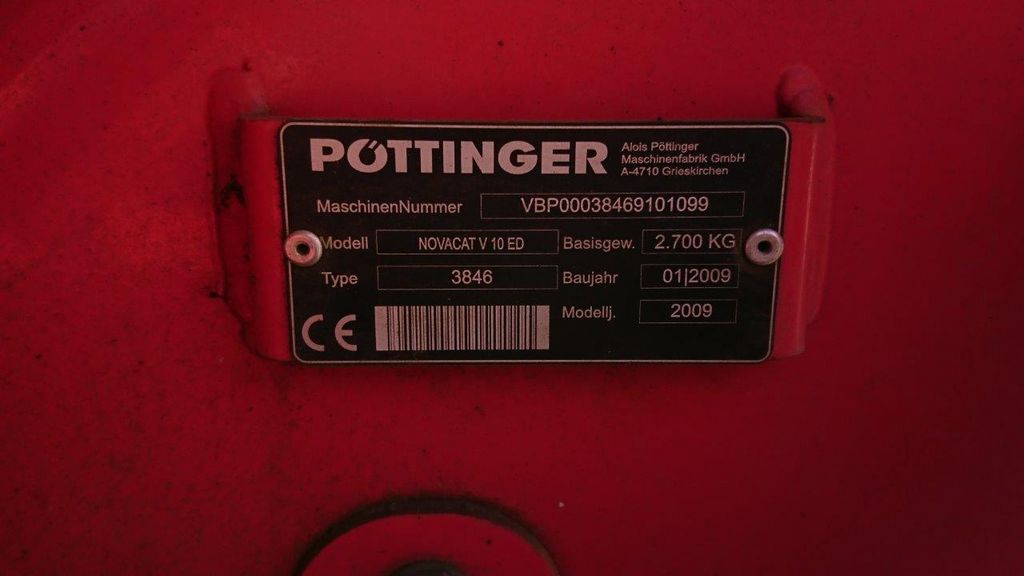 PÖTTINGER
Alois Pöttinger
Maschinenfabrik GmbH
A-4710 Grieskirchen
MaschinenNummer VBP00038469101099
Modell NOVACAT V 10 ED Basisgew. 2.700 KG
Type 3846 Baujahr 01|2009
Modellj. 2009
CE